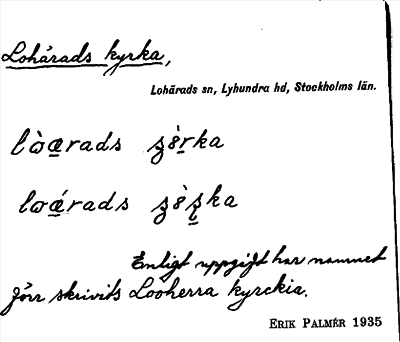 Lohärads kyrka,
Lohärads sn, Lyhundra hd, Stockholms län.
Enligt uppgift har namnet
förr skrivits Looherra kyrckia.
ERIK PALMÉR 1935